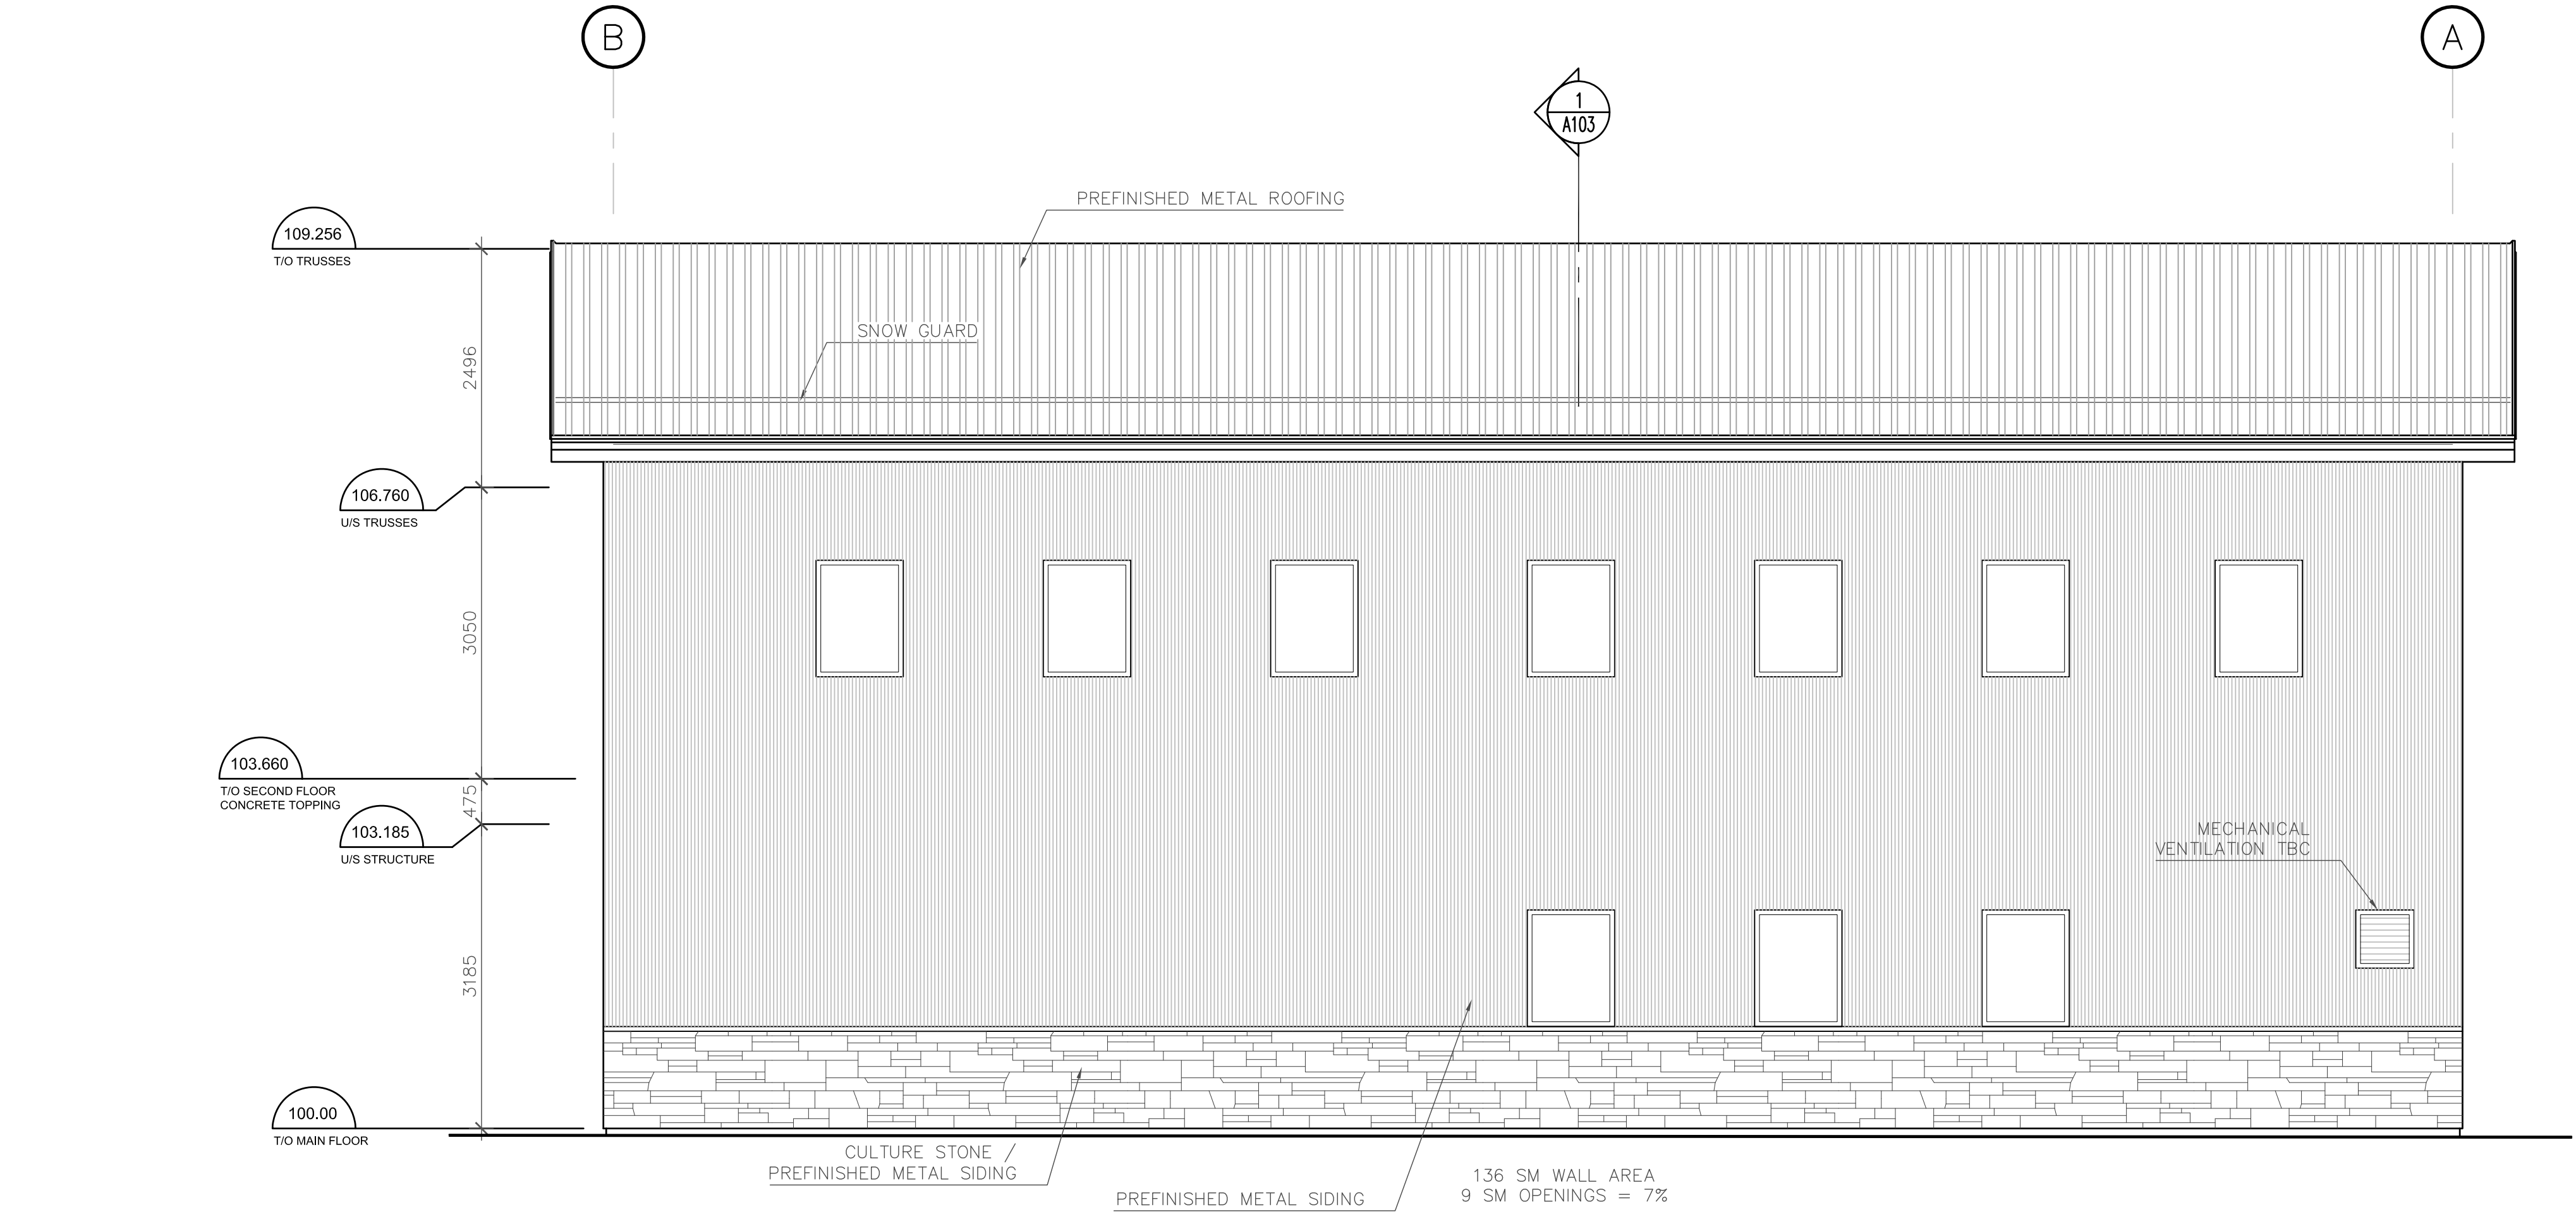 B
A
1
A103
PREFINISHED METAL ROOFING
109.256
T/O TRUSSES
SNOW GUARD
2496
106.760
U/S TRUSSES
3050
103.660
T/O SECOND FLOOR
CONCRETE TOPPING
475
103.185
U/S STRUCTURE
MECHANICAL
VENTILATION TBC
3185
100.00
T/O MAIN FLOOR
CULTURE STONE /
PREFINISHED METAL SIDING
PREFINISHED METAL SIDING
136 SM WALL AREA
9 SM OPENINGS = 7%